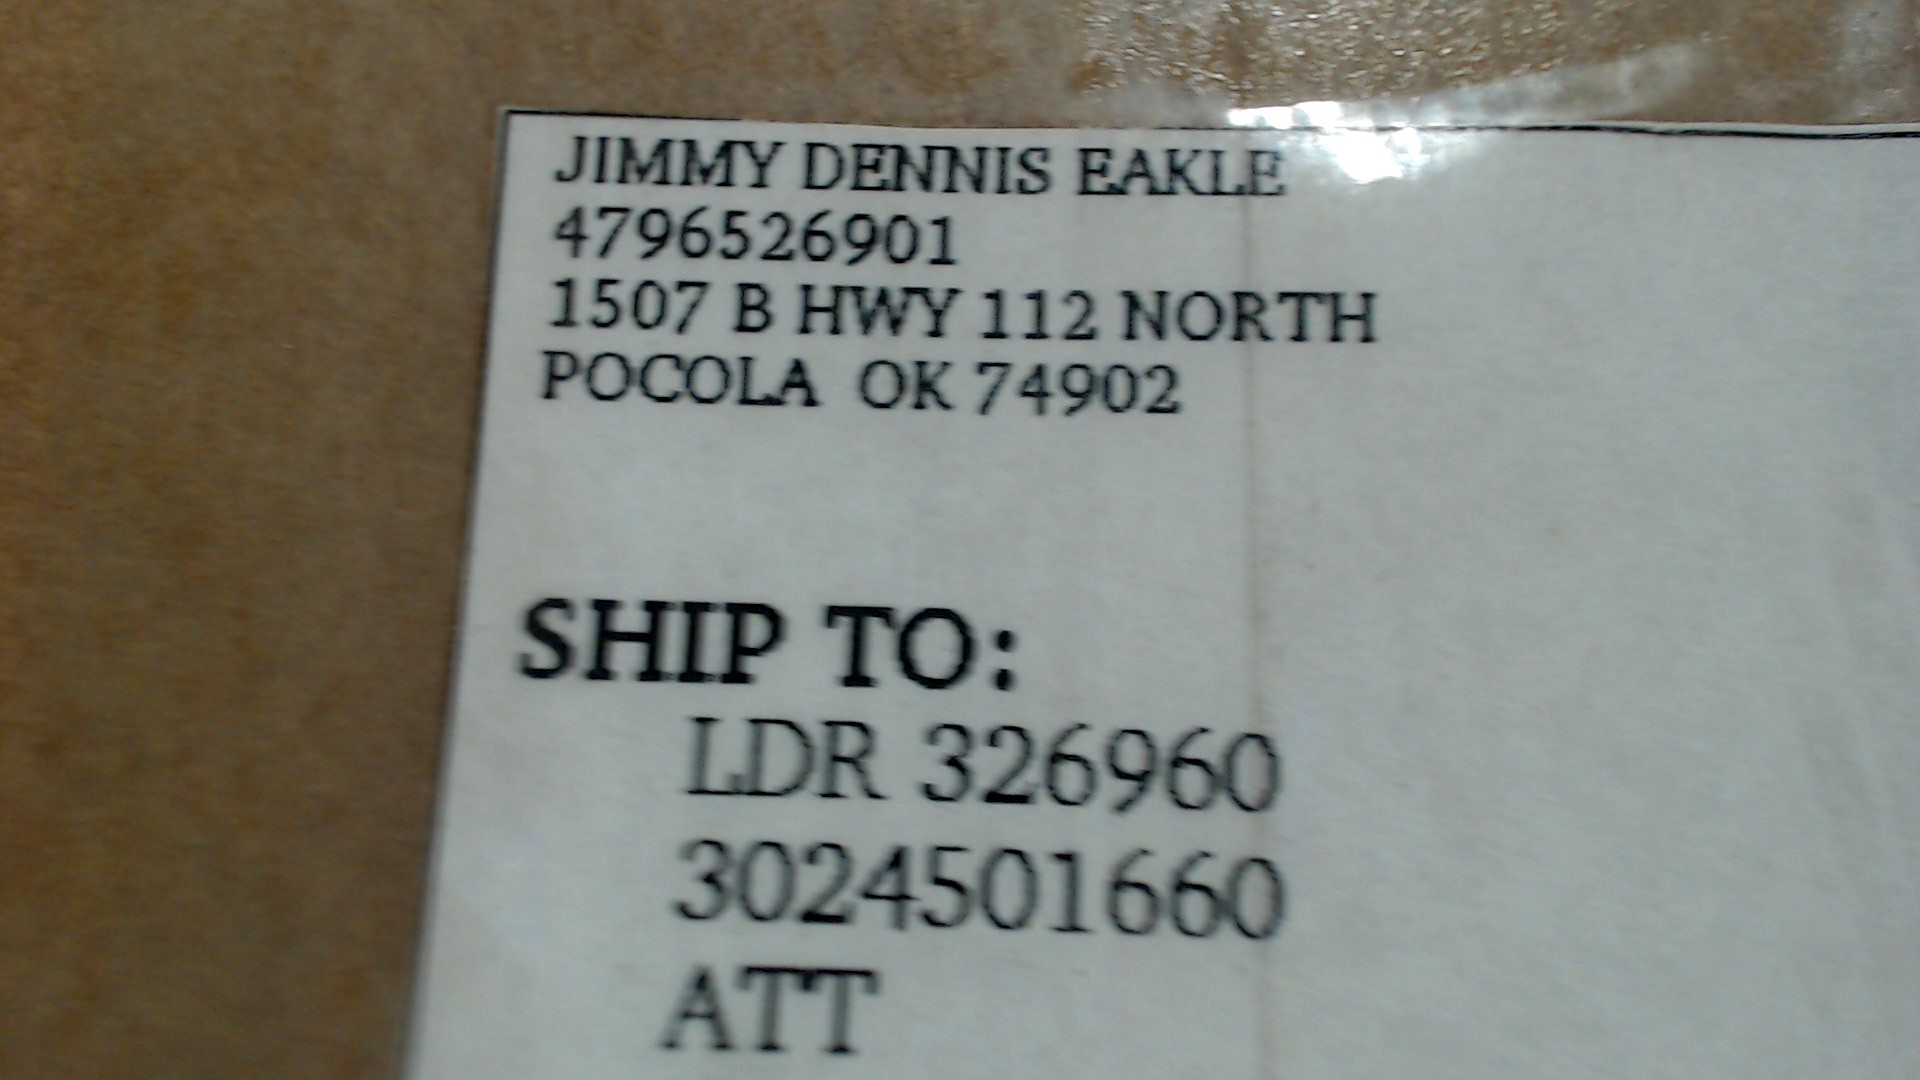 JIMMY DENNIS EAKLE
4796526901
1507 B HWY 112 NORTH
POCOLA OK 74902
SHIP TO:
LDR 326960
3024501660
ATT